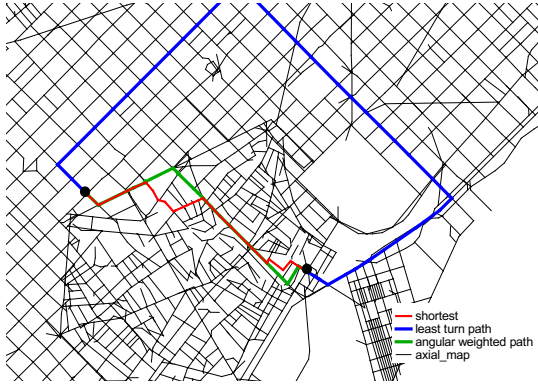 shortest
least turn path
angular weighted path
axial_map